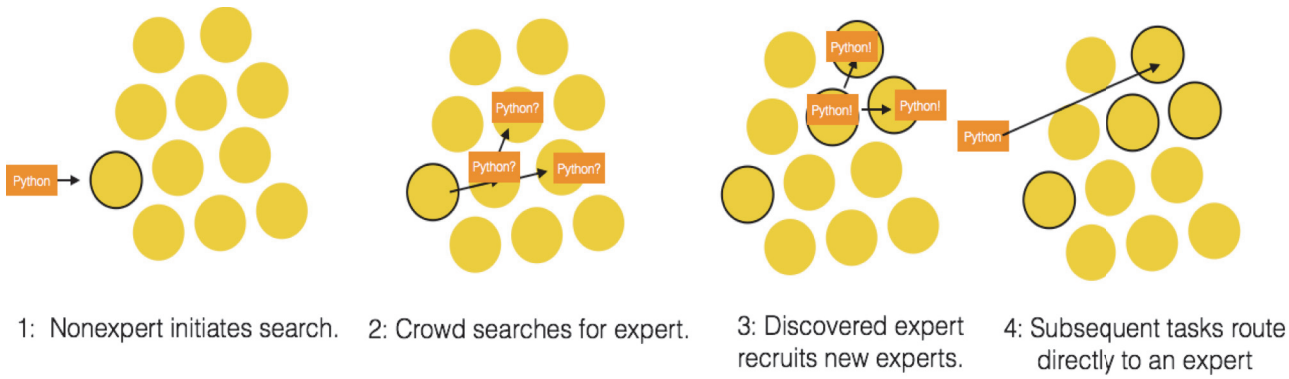 Python
1: Nonexpert initiates search.
Python?
Python?
Python?
2: Crowd searches for expert.
Python!
Python!
Python!
3: Discovered expert
recruits new experts.
Python
4: Subsequent tasks route
directly to an expert